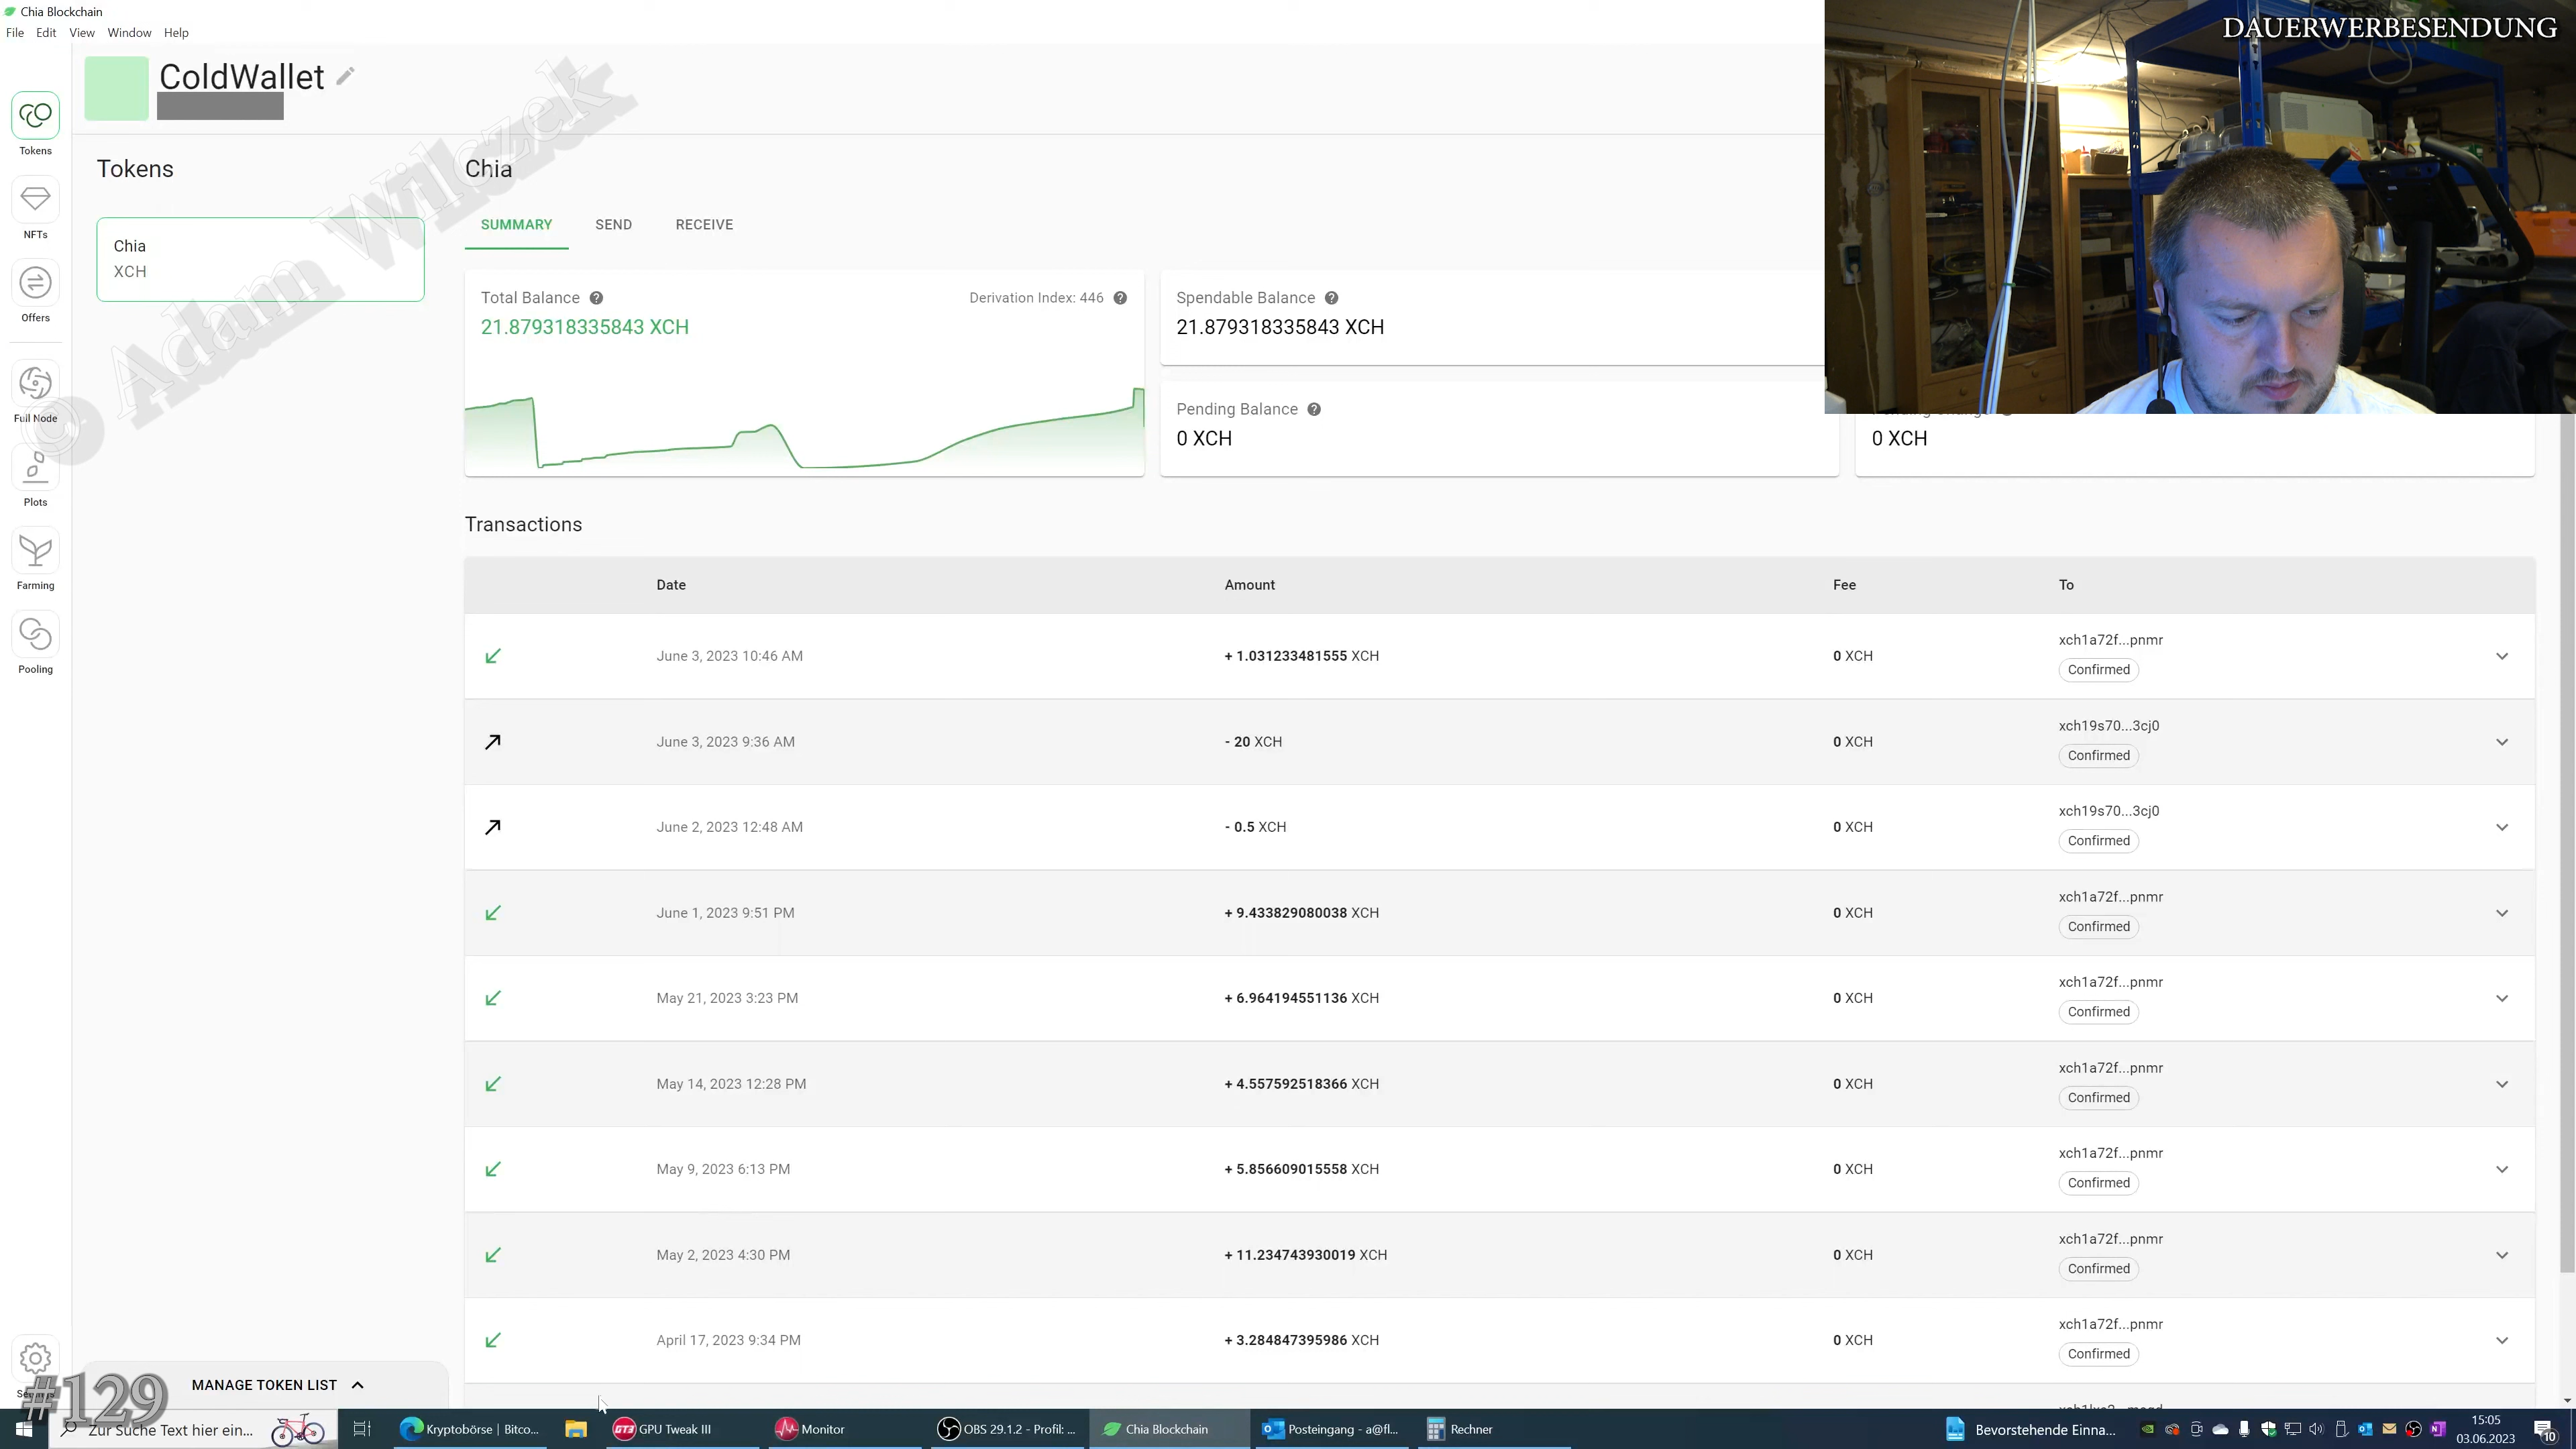 Chia Blockchain
File Edit View Window Help
DAUERWERBESENDUNG
ColdWallet
© Adam Wilczek
Tokens
NFTs
Offers
Full Node
Plots
Farming
Pooling
Tokens
Chia
XCH
Chia
SUMMARY SEND RECEIVE
Total Balance Derivation Index: 446
21.879318335843 XCH
Spendable Balance
21.879318335843 XCH
Pending Balance
0 XCH
0 XCH
Transactions
Date Amount Fee To
June 3, 2023 10:46 AM + 1.031233481555 XCH 0 XCH xch1a72f...pnmr
Confirmed
June 3, 2023 9:36 AM - 20 XCH 0 XCH xch19s70...3cj0
Confirmed
June 2, 2023 12:48 AM - 0.5 XCH 0 XCH xch19s70...3cj0
Confirmed
June 1, 2023 9:51 PM + 9.433829080038 XCH 0 XCH xch1a72f...pnmr
Confirmed
May 21, 2023 3:23 PM + 6.964194551136 XCH 0 XCH xch1a72f...pnmr
Confirmed
May 14, 2023 12:28 PM + 4.557592518366 XCH 0 XCH xch1a72f...pnmr
Confirmed
May 9, 2023 6:13 PM + 5.856609015558 XCH 0 XCH xch1a72f...pnmr
Confirmed
May 2, 2023 4:30 PM + 11.234743930019 XCH 0 XCH xch1a72f...pnmr
Confirmed
April 17, 2023 9:34 PM + 3.284847395986 XCH 0 XCH xch1a72f...pnmr
Confirmed
MANAGE TOKEN LIST
#129
Zur Suche Text hier ein... Kryptobörse | Bitco... GPU Tweak III Monitor OBS 29.1.2 - Profil: ... Chia Blockchain Posteingang - a@fl... Rechner Bevorstehende Einna... 15:05
03.06.2023
10